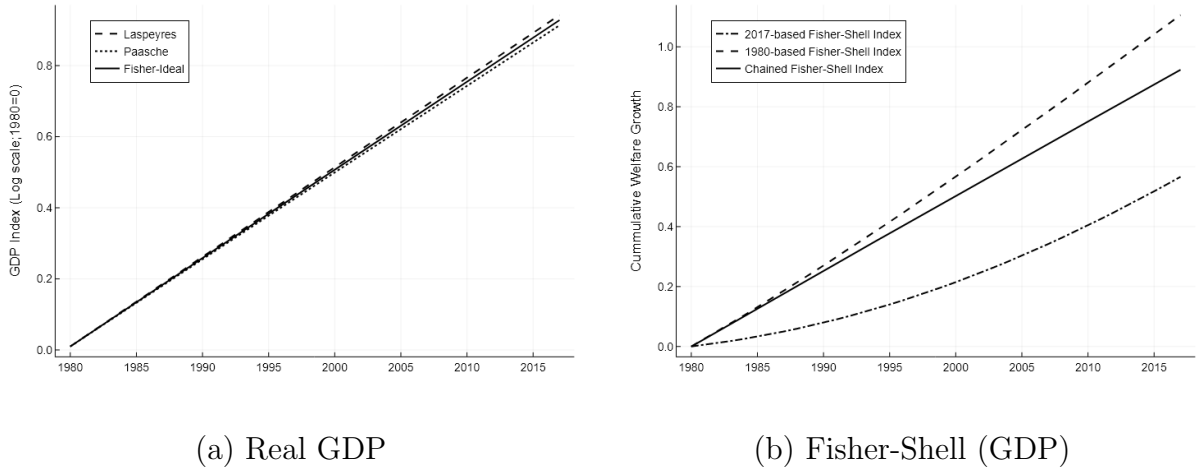 GDP Index (Log scale;1980=0)
0.8
0.6
0.4
0.2
0.0
Laspeyres
Paasche
Fisher-Ideal
1980 1985 1990 1995 2000 2005 2010 2015
(a) Real GDP
Cummulative Welfare Growth
1.0
0.8
0.6
0.4
0.2
0.0
2017-based Fisher-Shell Index
1980-based Fisher-Shell Index
Chained Fisher-Shell Index
1980 1985 1990 1995 2000 2005 2010 2015
(b) Fisher-Shell (GDP)